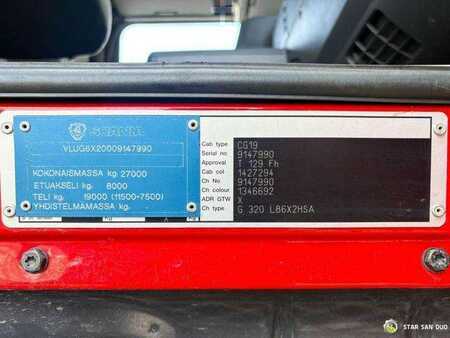 SCANIA
VLUG6X20009147990
KOKONAISMASSA kg 27000
ETUAKSELI kg 8000
TELI kg 19000 (11500+7500)
YHDISTELMÄMASSA kg
Cab type CG19
Serial no 9147990
Approval T 129 Fh
Cab col 1427294
Ch No 9147990
Ch colour 1346692
ADR GTW X
Ch type G 320 L86X2HSA
STAR SAN DUO